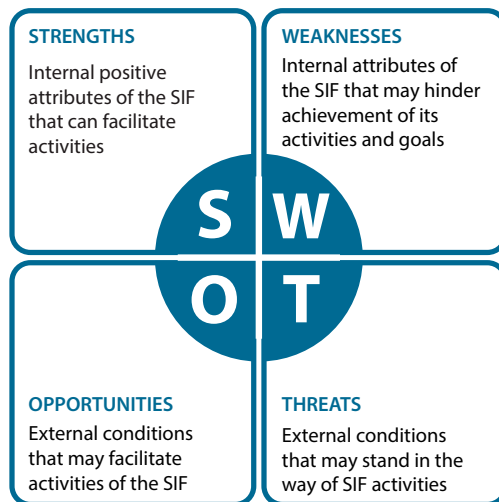 STRENGTHS
Internal positive
attributes of the SIF
that can facilitate
activities
WEAKNESSES
Internal attributes of
the SIF that may hinder
achievement of its
activities and goals
S W
O T
OPPORTUNITIES
External conditions
that may facilitate
activities of the SIF
THREATS
External conditions
that may stand in the
way of SIF activities